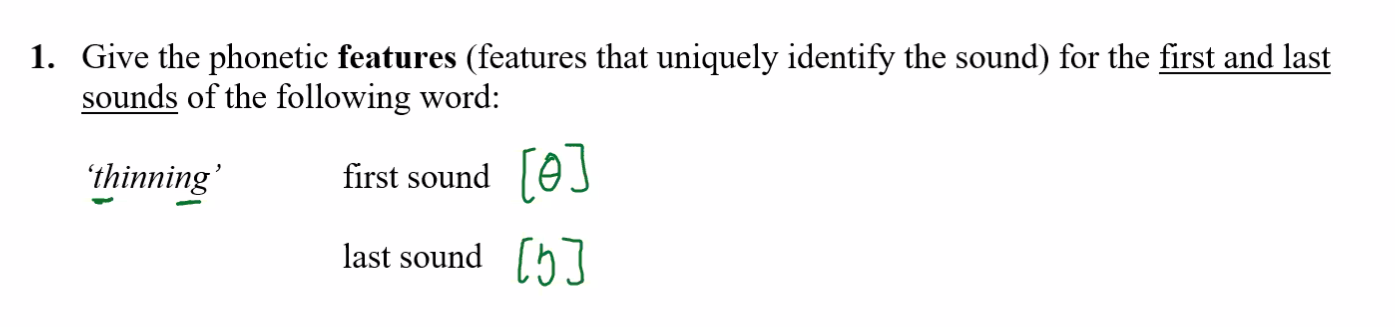 1. Give the phonetic features (features that uniquely identify the sound) for the first and last
sounds of the following word:
‘thinning’ first sound [θ]
last sound [ŋ]